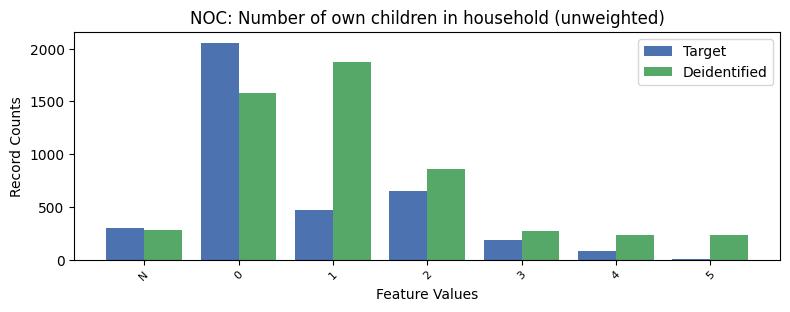 NOC: Number of own children in household (unweighted)
Target
Deidentified
Record Counts
2000
1500
1000
500
0
N 0 1 2 3 4 5
Feature Values